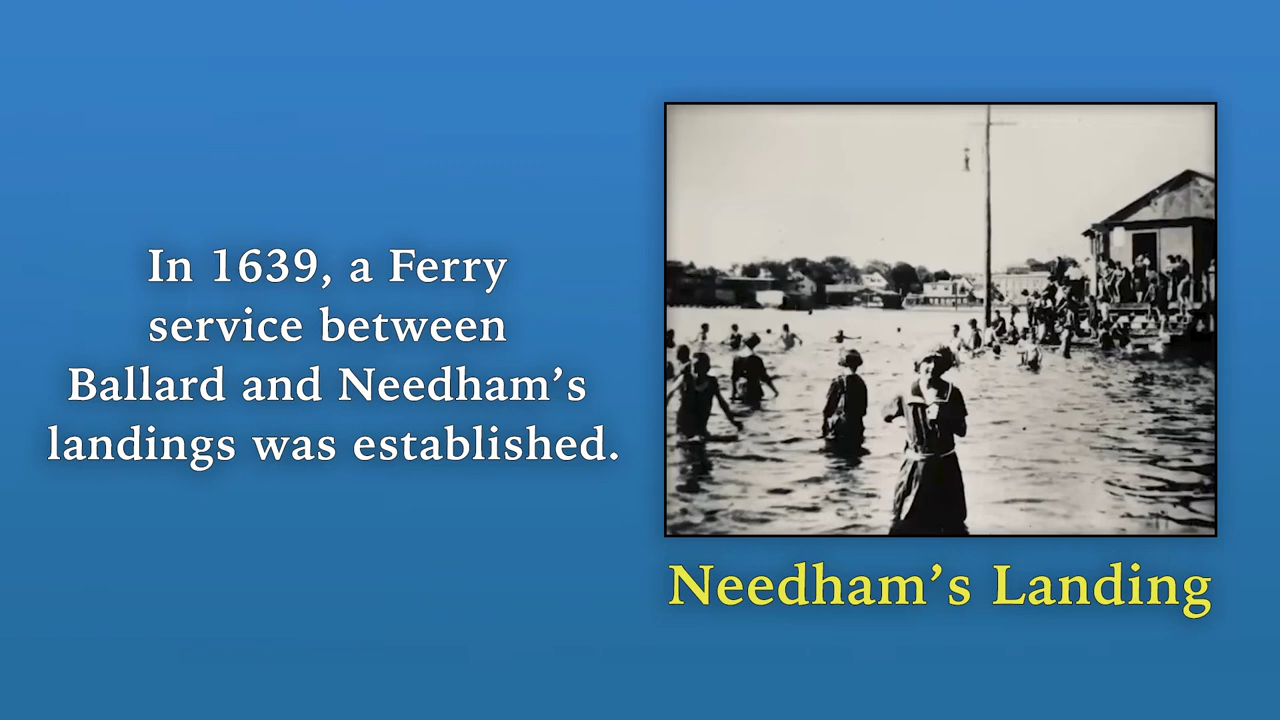 In 1639, a Ferry
service between
Ballard and Needham’s
landings was established.
Needham’s Landing